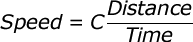 Speed = C Distance / Time